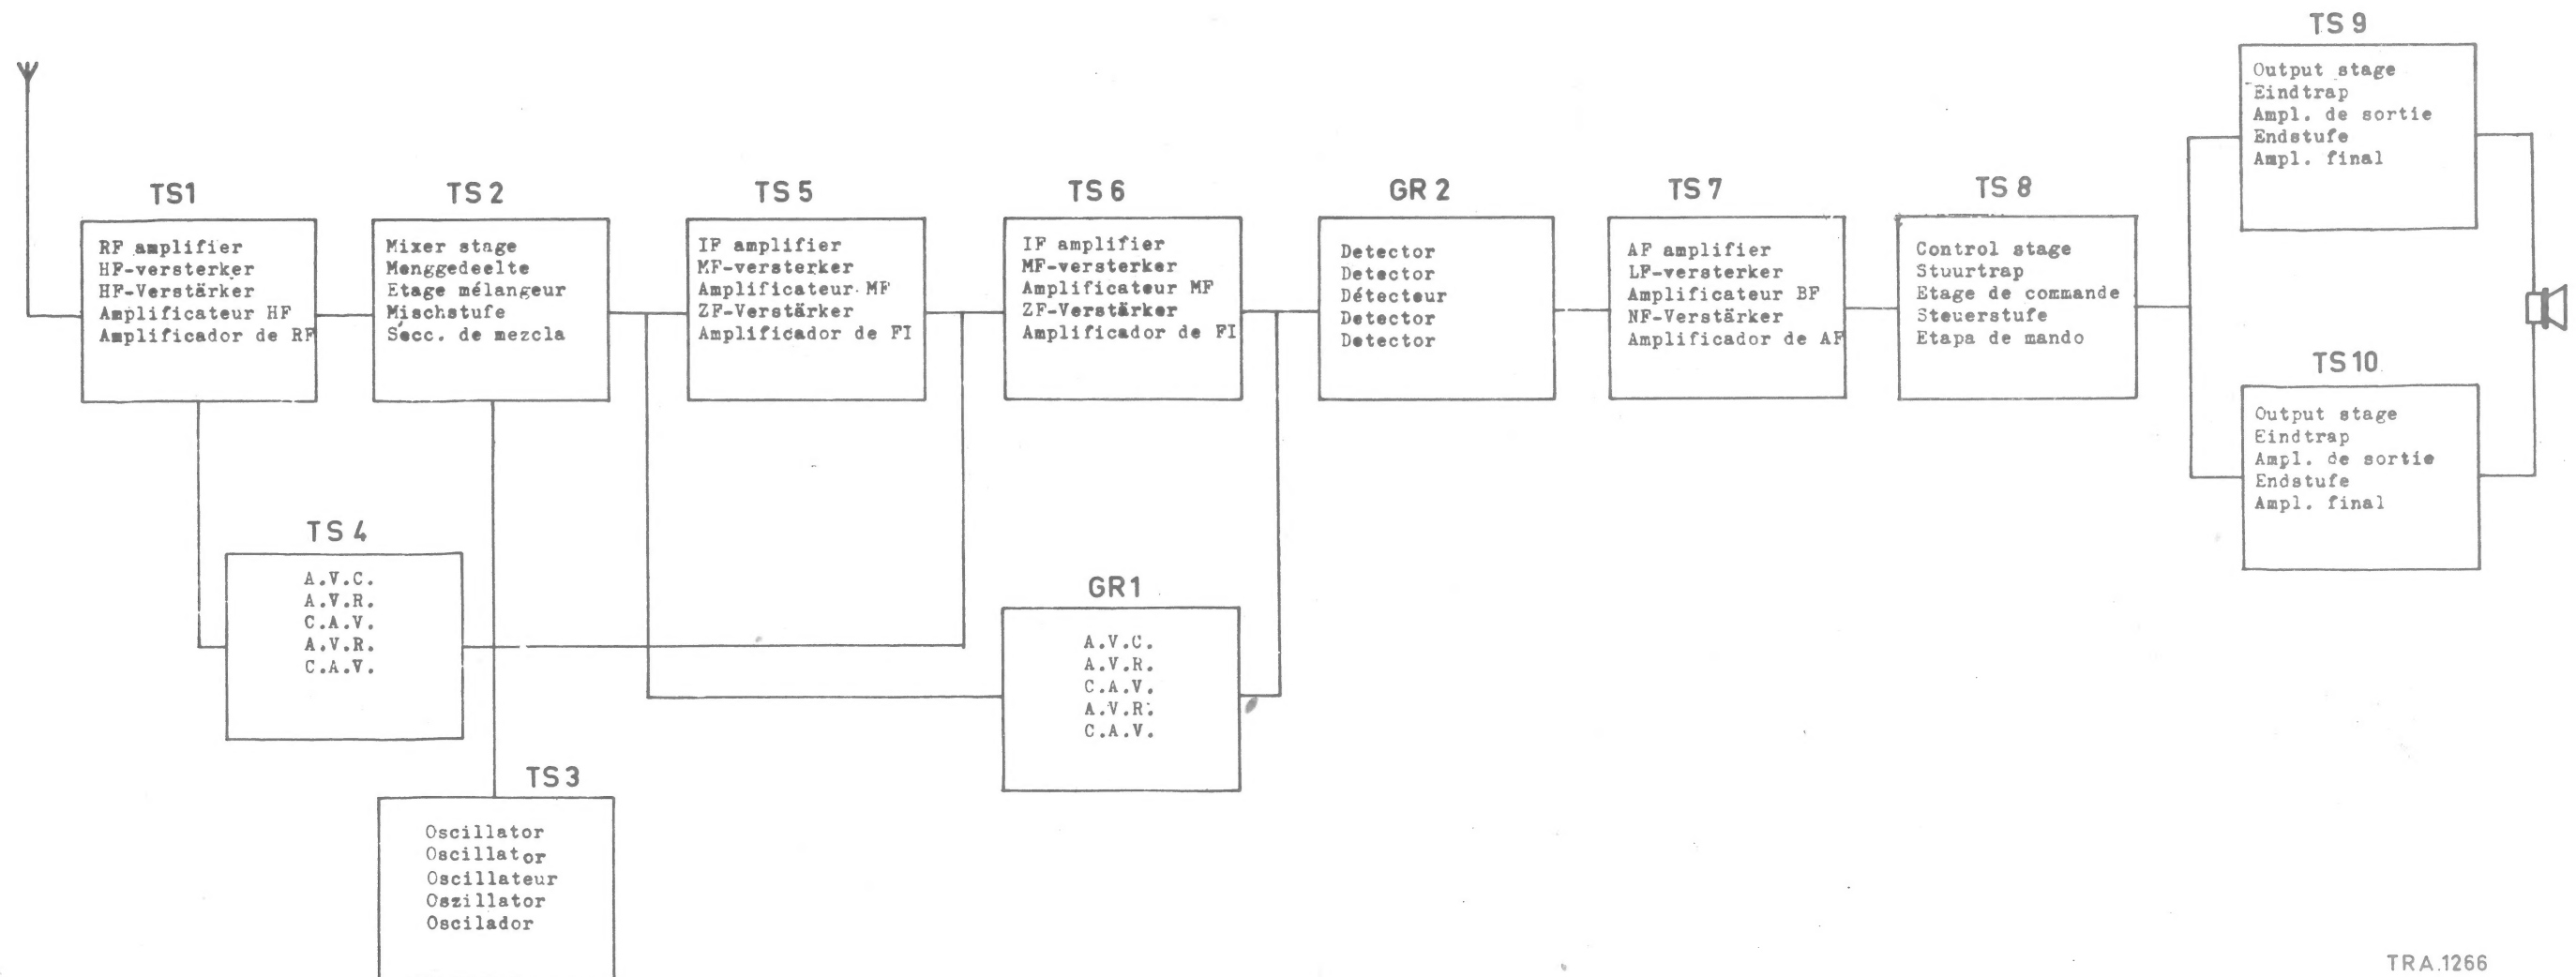 TS1
RF amplifier
HF-versterker
HF-Verstärker
Amplificateur HF
Amplificador de RF
TS 2
Mixer stage
Menggedeelte
Etage mélangeur
Mischstufe
Secc. de mezcla
TS 5
IF amplifier
MF-versterker
Amplificateur MF
ZF-Verstärker
Amplificador de FI
TS 6
IF amplifier
MF-versterker
Amplificateur MF
ZF-Verstärker
Amplificador de FI
GR 2
Detector
Detector
Détecteur
Detector
Detector
TS 7
AF amplifier
LF-versterker
Amplificateur BF
NF-Verstärker
Amplificador de AF
TS 8
Control stage
Stuurtrap
Etage de commande
Steuerstufe
Etapa de mando
TS 9
Output stage
Eindtrap
Ampl. de sortie
Endstufe
Ampl. final
TS 10
Output stage
Eindtrap
Ampl. de sortie
Endstufe
Ampl. final
TS 4
A.V.C.
A.V.R.
C.A.V.
A.V.R.
C.A.V.
GR1
A.V.C.
A.V.R.
C.A.V.
A.V.R.
C.A.V.
TS 3
Oscillator
Oscillator
Oscillateur
Oszillator
Oscilador
TRA.1266